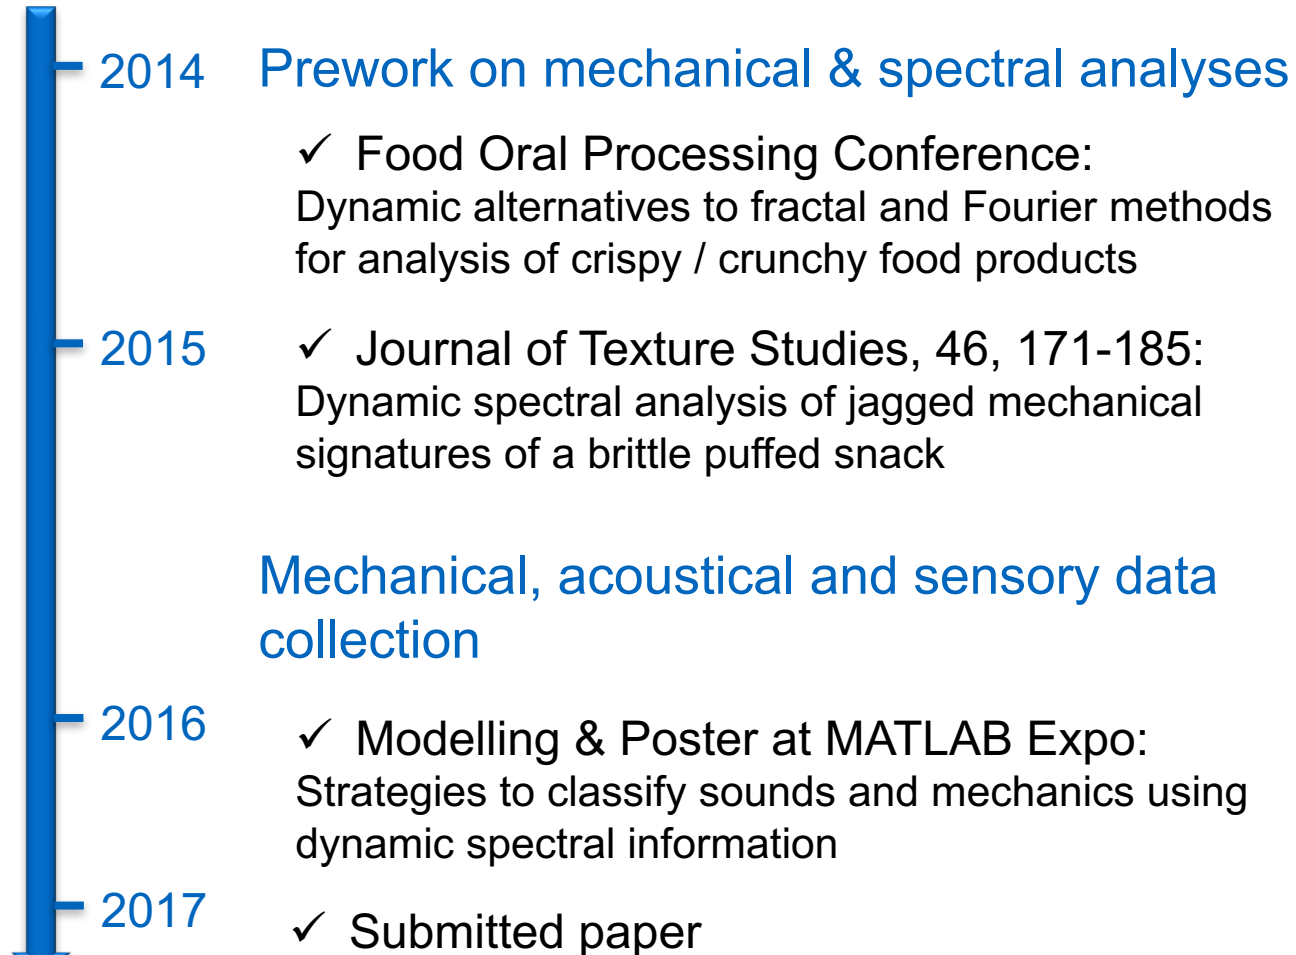 2014 Prework on mechanical & spectral analyses
✓ Food Oral Processing Conference:
Dynamic alternatives to fractal and Fourier methods
for analysis of crispy / crunchy food products
2015 ✓ Journal of Texture Studies, 46, 171-185:
Dynamic spectral analysis of jagged mechanical
signatures of a brittle puffed snack
Mechanical, acoustical and sensory data
collection
2016 ✓ Modelling & Poster at MATLAB Expo:
Strategies to classify sounds and mechanics using
dynamic spectral information
2017 ✓ Submitted paper